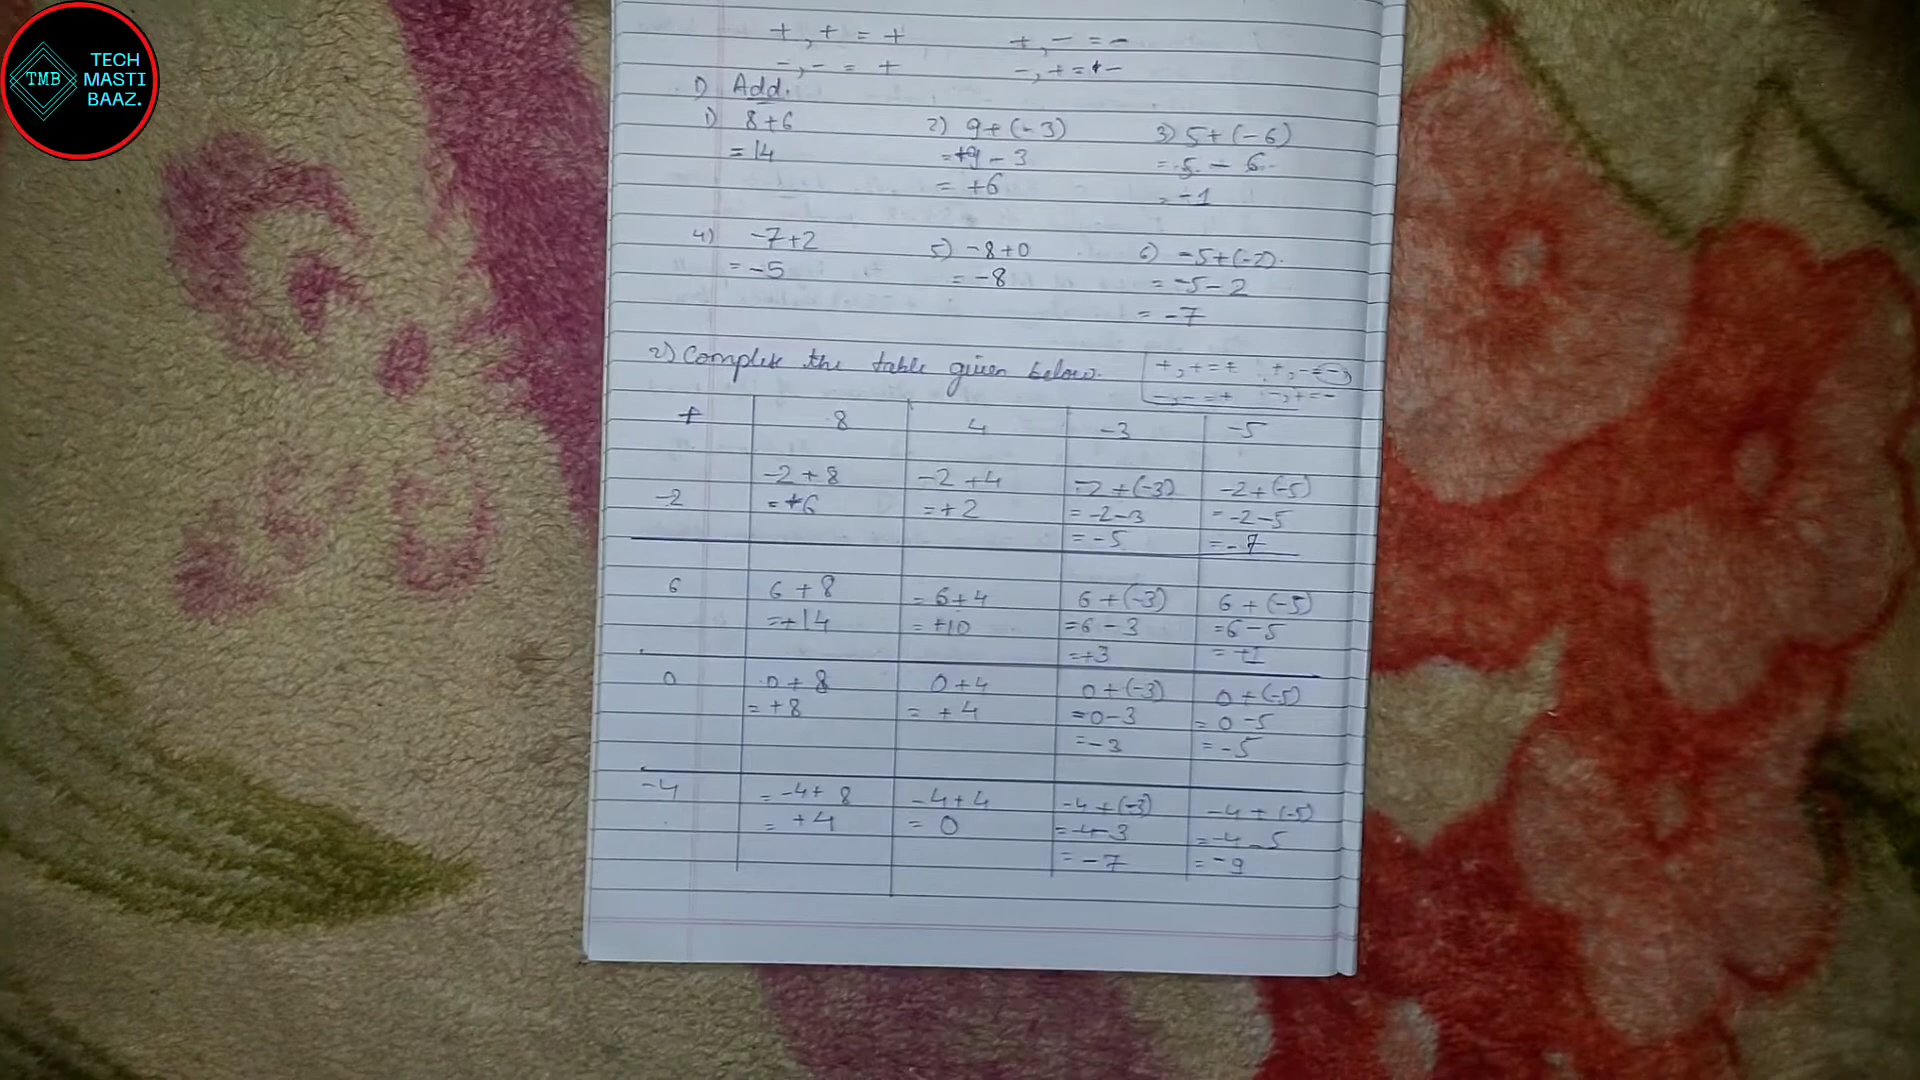 TMB
TECH
MASTI
BAAZ.
+, + = + +, - = -
-, - = + -, + = -
1) Add.
1) 8+6 2) 9+(-3) 3) 5+(-6)
=14 =+9-3 =5-6
= +6 = -1
4) -7+2 5) -8+0 6) -5+(-2).
= -5 = -8 = -5-2
= -7
2) Complete the table given below. +, + = + +, - = -
-, - = + -, + = -
+ 8 4 -3 -5
-2+8 -2+4 -2+(-3) -2+(-5)
-2 = +6 = +2 = -2-3 = -2-5
= -5 = -7
6 6+8 = 6+4 6+(-3) 6+(-5)
=+14 = +10 =6-3 =6-5
=+3 = +1
0 0+8 0+4 0+(-3) 0+(-5)
= +8 = +4 =0-3 = 0-5
=-3 = -5
-4 = -4+8 -4+4 -4+(-3) -4+(-5)
= +4 = 0 = -4-3 = -4-5
= -7 = -9